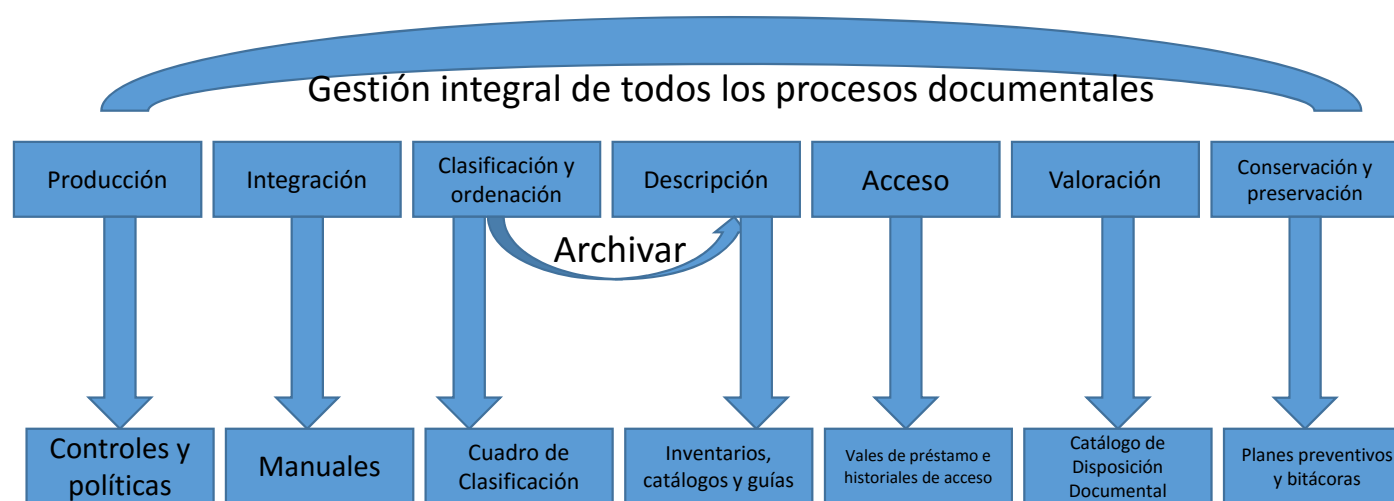 Gestión integral de todos los procesos documentales
Producción
Integración
Clasificación y
ordenación
Descripción
Acceso
Valoración
Conservación y
preservación
Archivar
Controles y
políticas
Manuales
Cuadro de
Clasificación
Inventarios,
catálogos y guías
Vales de préstamo e
historiales de acceso
Catálogo de
Disposición
Documental
Planes preventivos
y bitácoras